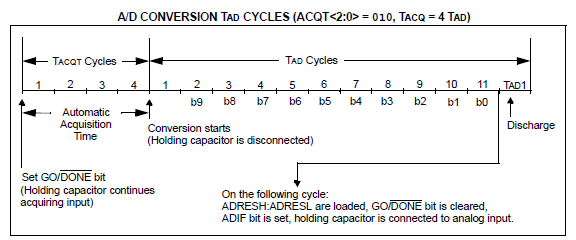 A/D CONVERSION TAD CYCLES (ACQT<2:0> = 010, TACQ = 4 TAD)
TACQT Cycles
TAD Cycles
1 2 3 4 1 2 3 4 5 6 7 8 9 10 11 TAD1
b9 b8 b7 b6 b5 b4 b3 b2 b1 b0
Automatic
Acquisition
Time
Conversion starts
(Holding capacitor is disconnected)
Discharge
Set GO/DONE bit
(Holding capacitor continues
acquiring input)
On the following cycle:
ADRESH:ADRESL are loaded, GO/DONE bit is cleared,
ADIF bit is set, holding capacitor is connected to analog input.